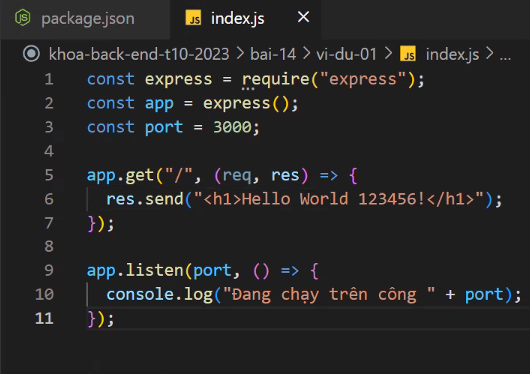 package.json
JS index.js
khoa-back-end-t10-2023 > bai-14 > vi-du-01 > JS index.js > ...
1 const express = require("express");
2 const app = express();
3 const port = 3000;
4
5 app.get("/", (req, res) => {
6   res.send("<h1>Hello World 123456!</h1>");
7 });
8
9 app.listen(port, () => {
10   console.log("Đang chạy trên công " + port);
11 });